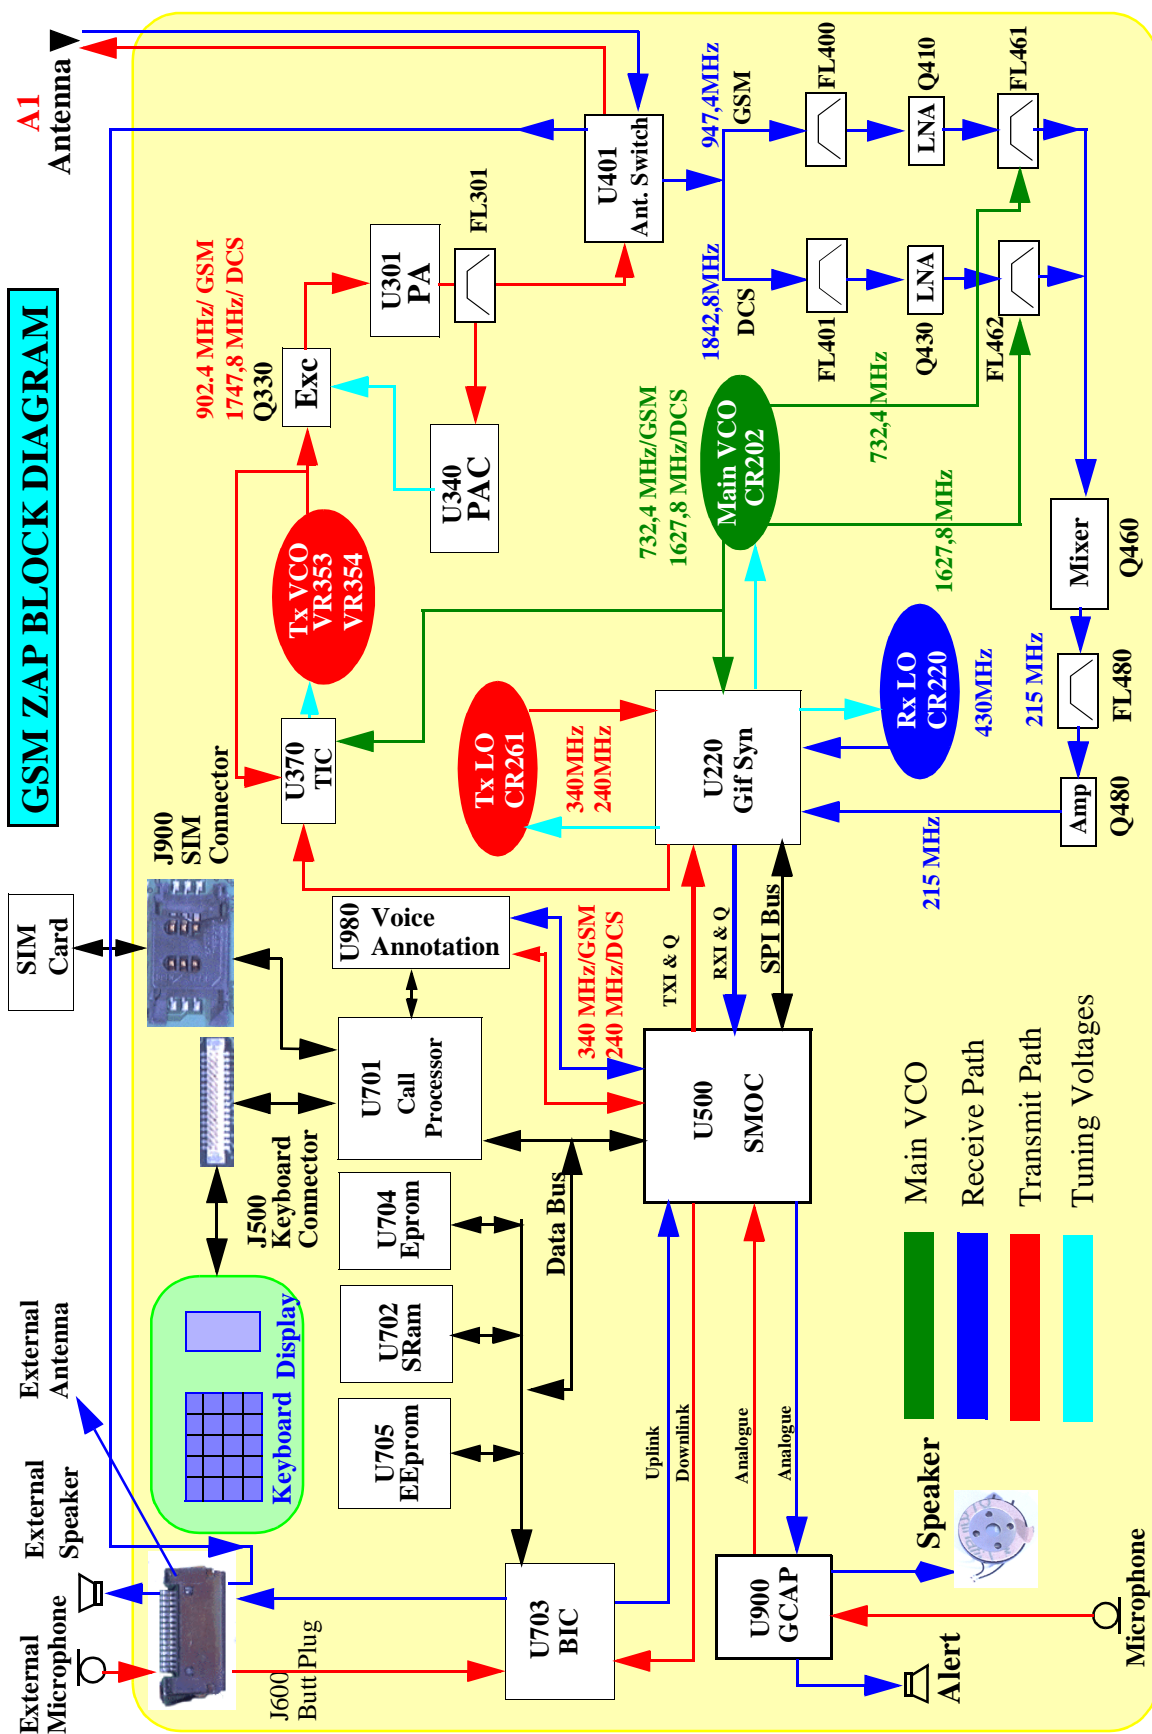 GSM ZAP BLOCK DIAGRAM
External
Microphone
External
Speaker
External
Antenna
SIM
Card
A1
Antenna
J600
Butt Plug
Keyboard
Display
J500
Keyboard
Connector
J900
SIM
Connector
U370
TIC
Tx VCO
VR353
VR354
902.4 MHz/ GSM
1747,8 MHz/ DCS
Q330
Exc
U301
PA
FL301
U340
PAC
U705
EEprom
U702
SRam
U704
Eprom
U701
Call
Processor
U980
Voice
Annotation
Tx LO
CR261
340MHz
240MHz
U401
Ant. Switch
U703
BIC
Data Bus
340 MHz/GSM
240 MHz/DCS
732,4 MHz/GSM
1627,8 MHz/DCS
Main VCO
CR202
1842,8MHz
DCS
947,4MHz
GSM
Uplink
Downlink
U500
SMOC
TXI & Q
RXI & Q
SPI Bus
U220
Gif Syn
FL401
FL400
732,4 MHz
Analogue
Analogue
U900
GCAP
Q430
LNA
Q410
LNA
Rx LO
CR220
430MHz
1627,8 MHz
FL462
FL461
Alert
Speaker
Microphone
215 MHz
215 MHz
Amp
Q480
FL480
Mixer
Q460
Main VCO
Receive Path
Transmit Path
Tuning Voltages